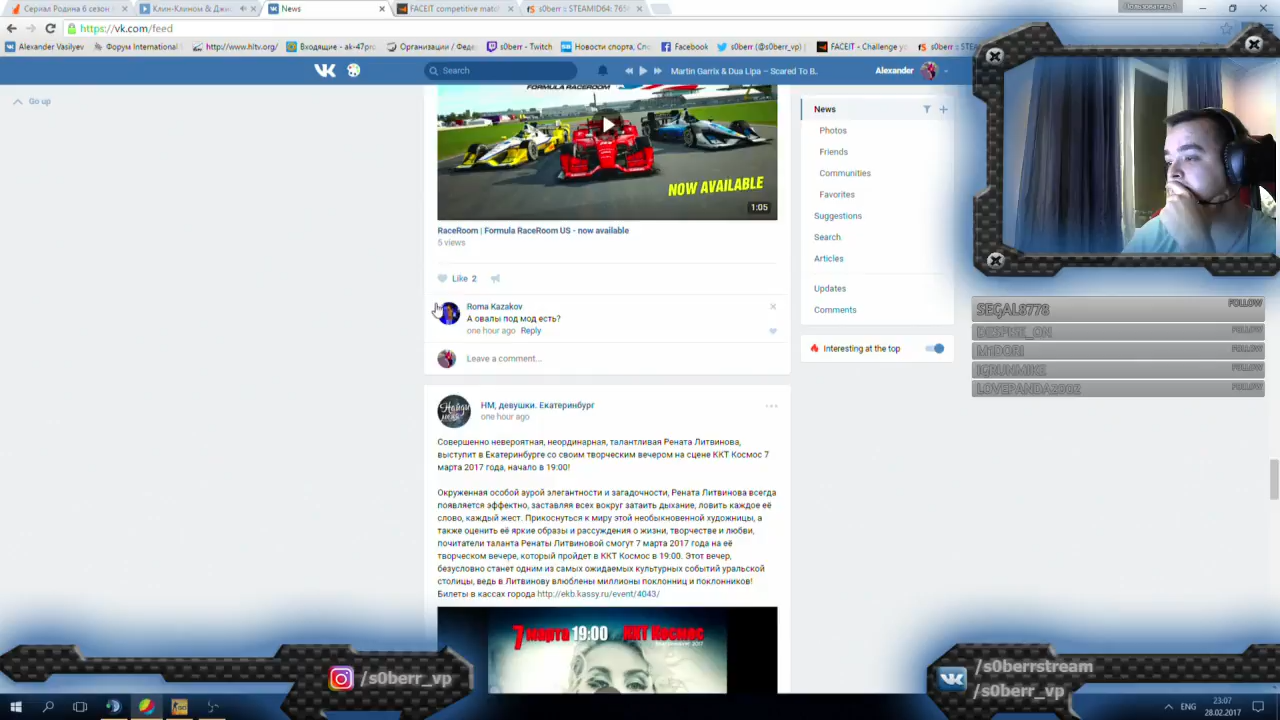 Сериал Родина 6 сезон
Клин-Клином & Дж
News
FACEIT competitive mat
s0berr :: STEAMID64: 765
https://vk.com/feed
Alexander Vasilyev
Форум International
http://www.hltv.org/
Входящие - ak-47pro
Организации / Феде
s0berr - Twitch
Новости спорта, Спо
Facebook
s0berr (@s0berr_vp)
FACEIT - Challenge yo
s0berr :: STEA
Search
Martin Garrix & Dua Lipa – Scared To B..
Alexander
Go up
FORMULA RACEROOM US
NOW AVAILABLE
1:05
RaceRoom | Formula RaceRoom US - now available
5 views
Like 2
Roma Kazakov
А овалы под мод есть?
one hour ago Reply
Leave a comment...
НМ, девушки. Екатеринбург
one hour ago
Совершенно невероятная, неординарная, талантливая Рената Литвинова,
выступит в Екатеринбурге со своим творческим вечером на сцене ККТ Космос 7
марта 2017 года, начало в 19:00!
Окруженная особой аурой элегантности и загадочности, Рената Литвинова всегда
появляется эффектно, заставляя всех вокруг затаить дыхание, ловить каждое её
слово, каждый жест. Прикоснуться к миру этой необыкновенной художницы, а
также оценить её яркие образы и рассуждения о жизни, творчестве и любви,
почитатели таланта Ренаты Литвиновой смогут 7 марта 2017 года на её
творческом вечере, который пройдет в ККТ Космос в 19:00. Этот вечер,
безусловно станет одним из самых ожидаемых культурных событий уральской
столицы, ведь в Литвинову влюблены миллионы поклонниц и поклонников!
Билеты в кассах города http://ekb.kassy.ru/event/4043/
7 марта 19:00 ККТ Космос
News
Photos
Friends
Communities
Favorites
Suggestions
Search
Articles
Updates
Comments
Interesting at the top
SEGAL8778 FOLLOW
DESPISE_ON FOLLOW
M1DORI FOLLOW
IGRUNMIKE FOLLOW
LOVEPANDA2002 FOLLOW
/s0berr_vp
/s0berrstream
/s0berr_vp
ENG
23:07
28.02.2017